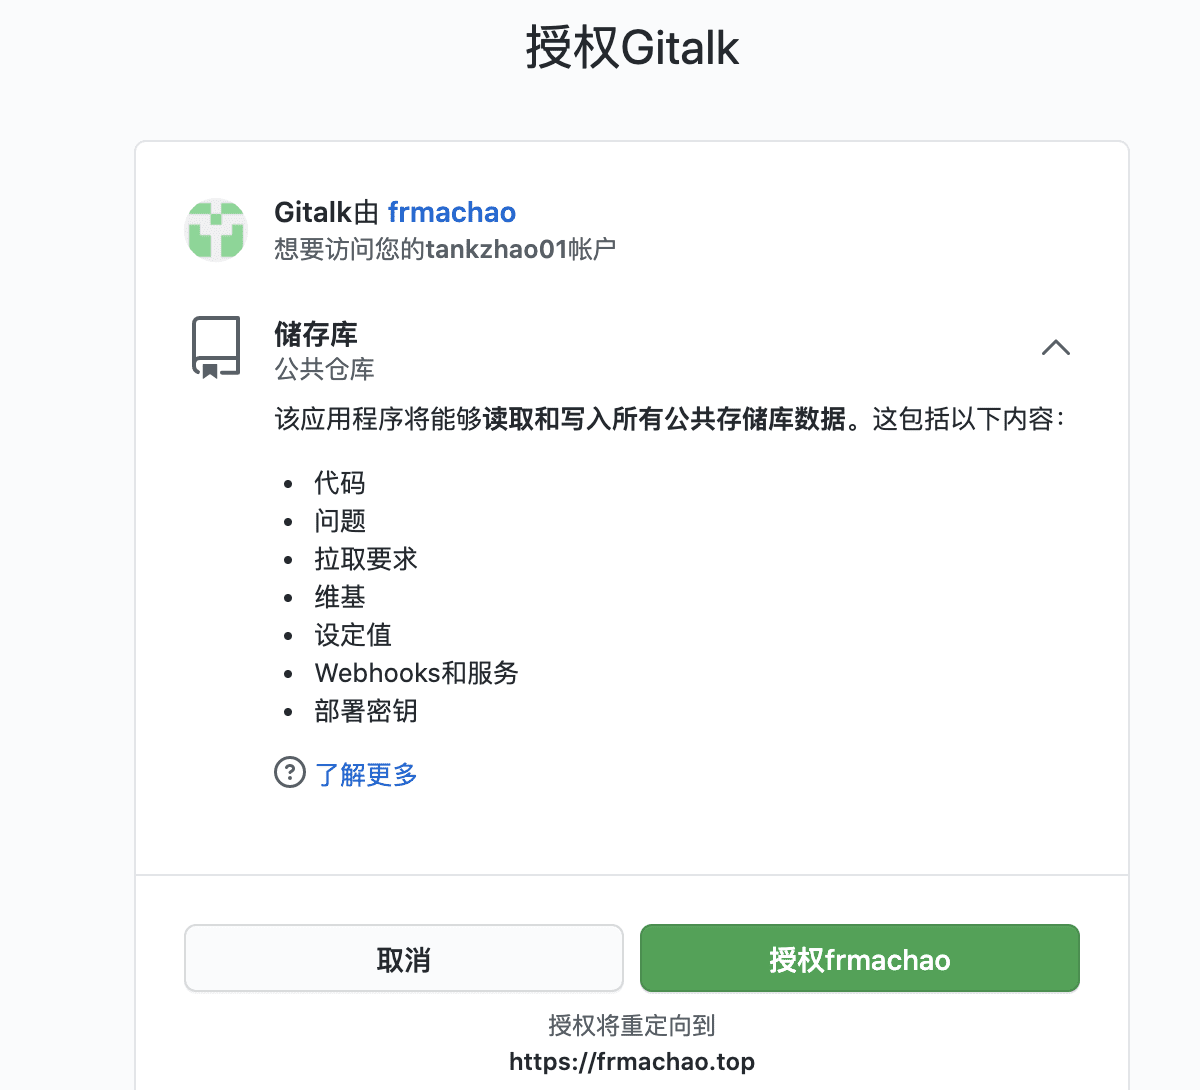 授权Gitalk
Gitalk由 frmachao
想要访问您的tankzhao01帐户
储存库
公共仓库
该应用程序将能够读取和写入所有公共存储库数据。这包括以下内容：
代码
问题
拉取要求
维基
设定值
Webhooks和服务
部署密钥
了解更多
取消
授权frmachao
授权将重定向到
https://frmachao.top